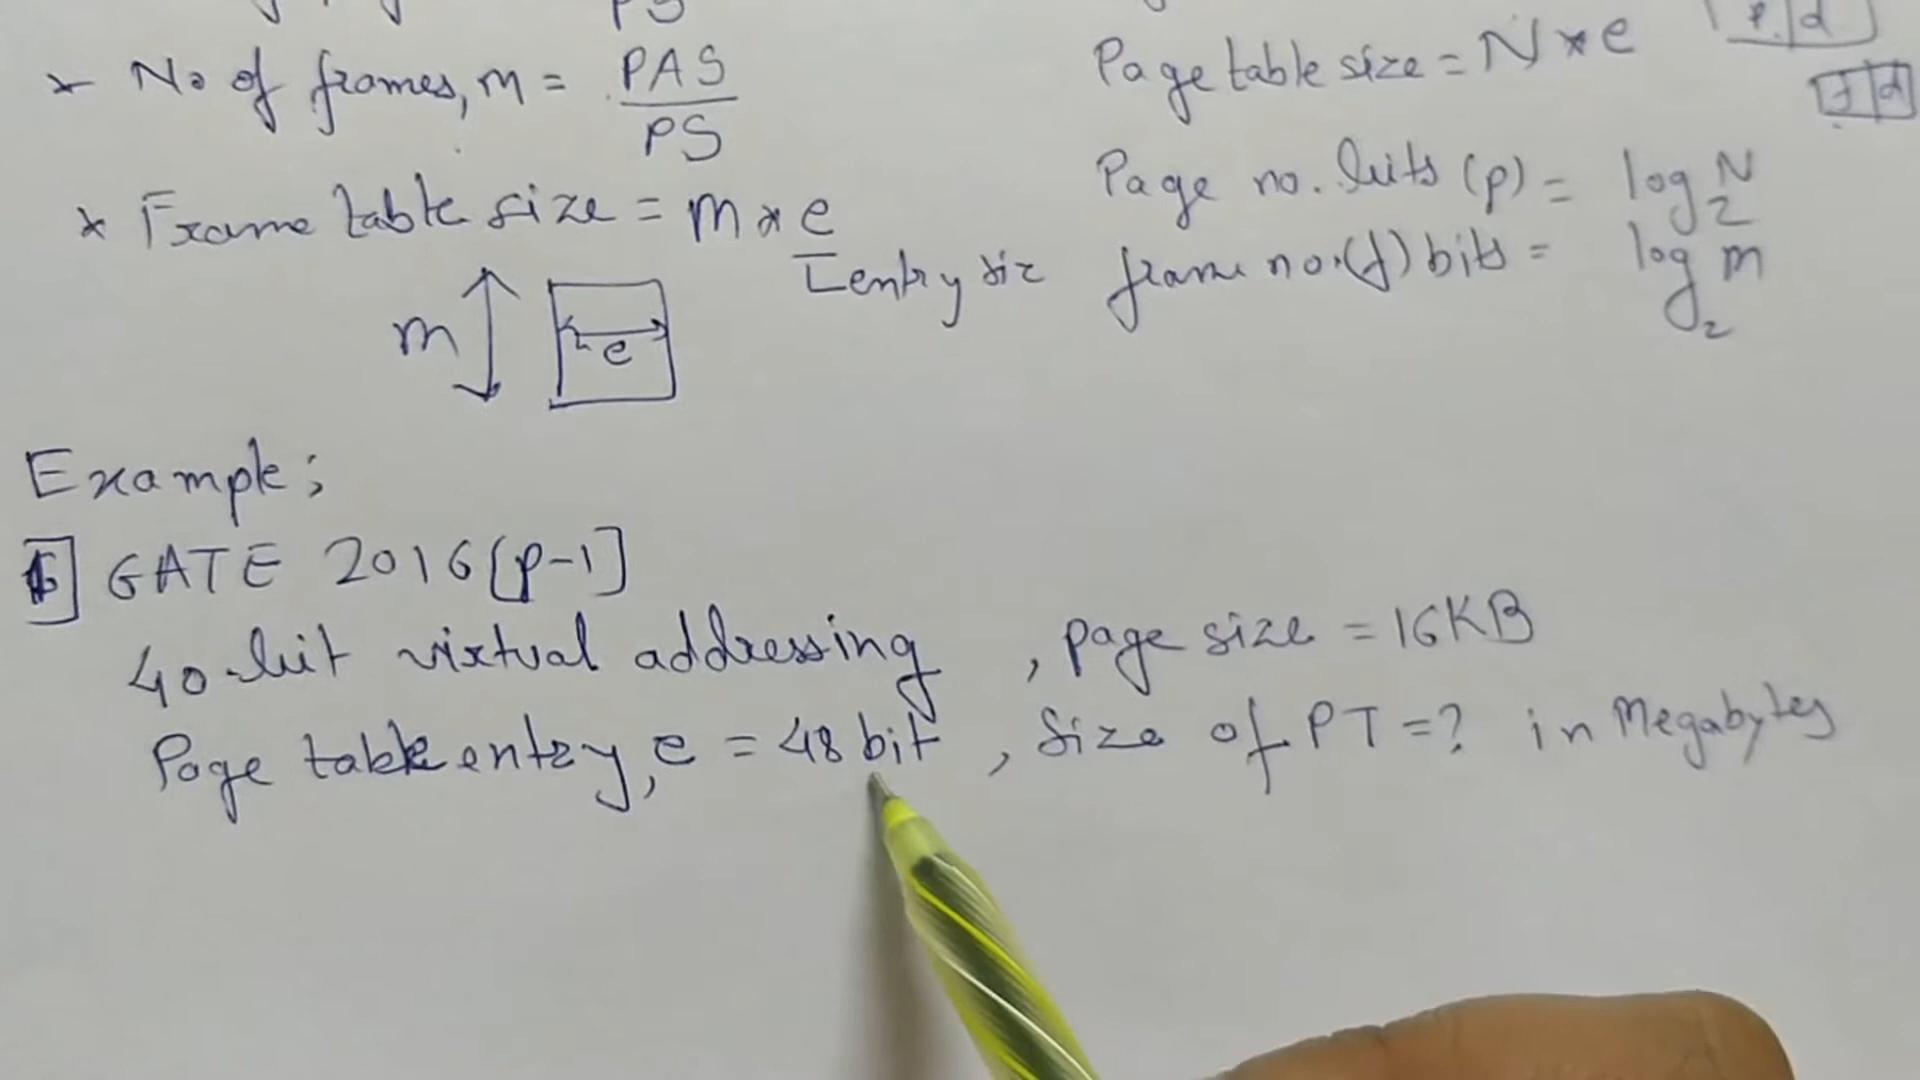 PS
* No of frames, m = PAS / PS
* Frame table size = m * e
entry siz
m
e
Page table size = N * e
P d
f d
Page no. bits (p) = log₂ N
frame no. (f) bits = log₂ m
Example;
GATE 2016 [p-1]
40-bit virtual addressing , page size = 16KB
Page table entry, e = 48 bit , Size of PT = ? in Megabytes